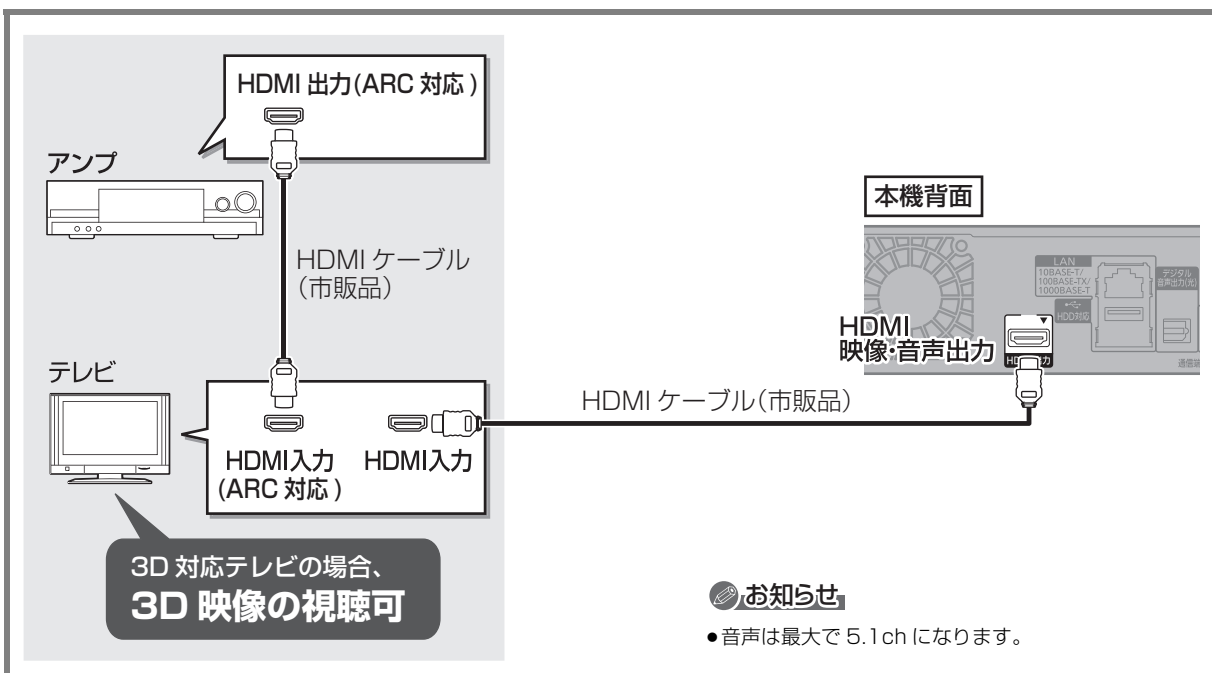 HDMI 出力(ARC 対応 )
アンプ
HDMI ケーブル
(市販品)
テレビ
HDMI入力
(ARC 対応 )
HDMI入力
3D 対応テレビの場合、
3D 映像の視聴可
HDMI ケーブル(市販品)
本機背面
LAN
10BASE-T/
100BASE-TX/
1000BASE-T
HDD対応
デジタル
音声出力(光)
HDMI
映像・音声出力
お知らせ
●音声は最大で 5.1ch になります。